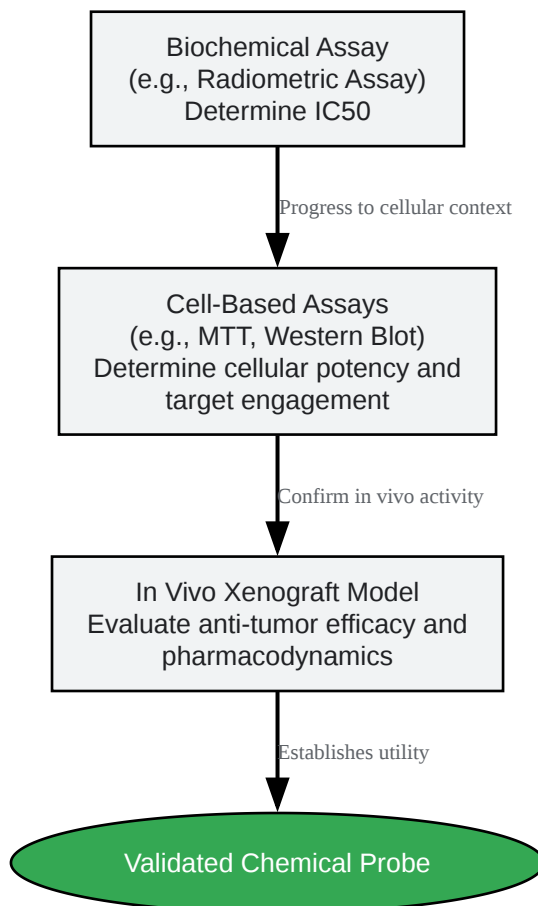 Biochemical Assay
(e.g., Radiometric Assay)
Determine IC50
Progress to cellular context
Cell-Based Assays
(e.g., MTT, Western Blot)
Determine cellular potency and
target engagement
Confirm in vivo activity
In Vivo Xenograft Model
Evaluate anti-tumor efficacy and
pharmacodynamics
Establishes utility
Validated Chemical Probe